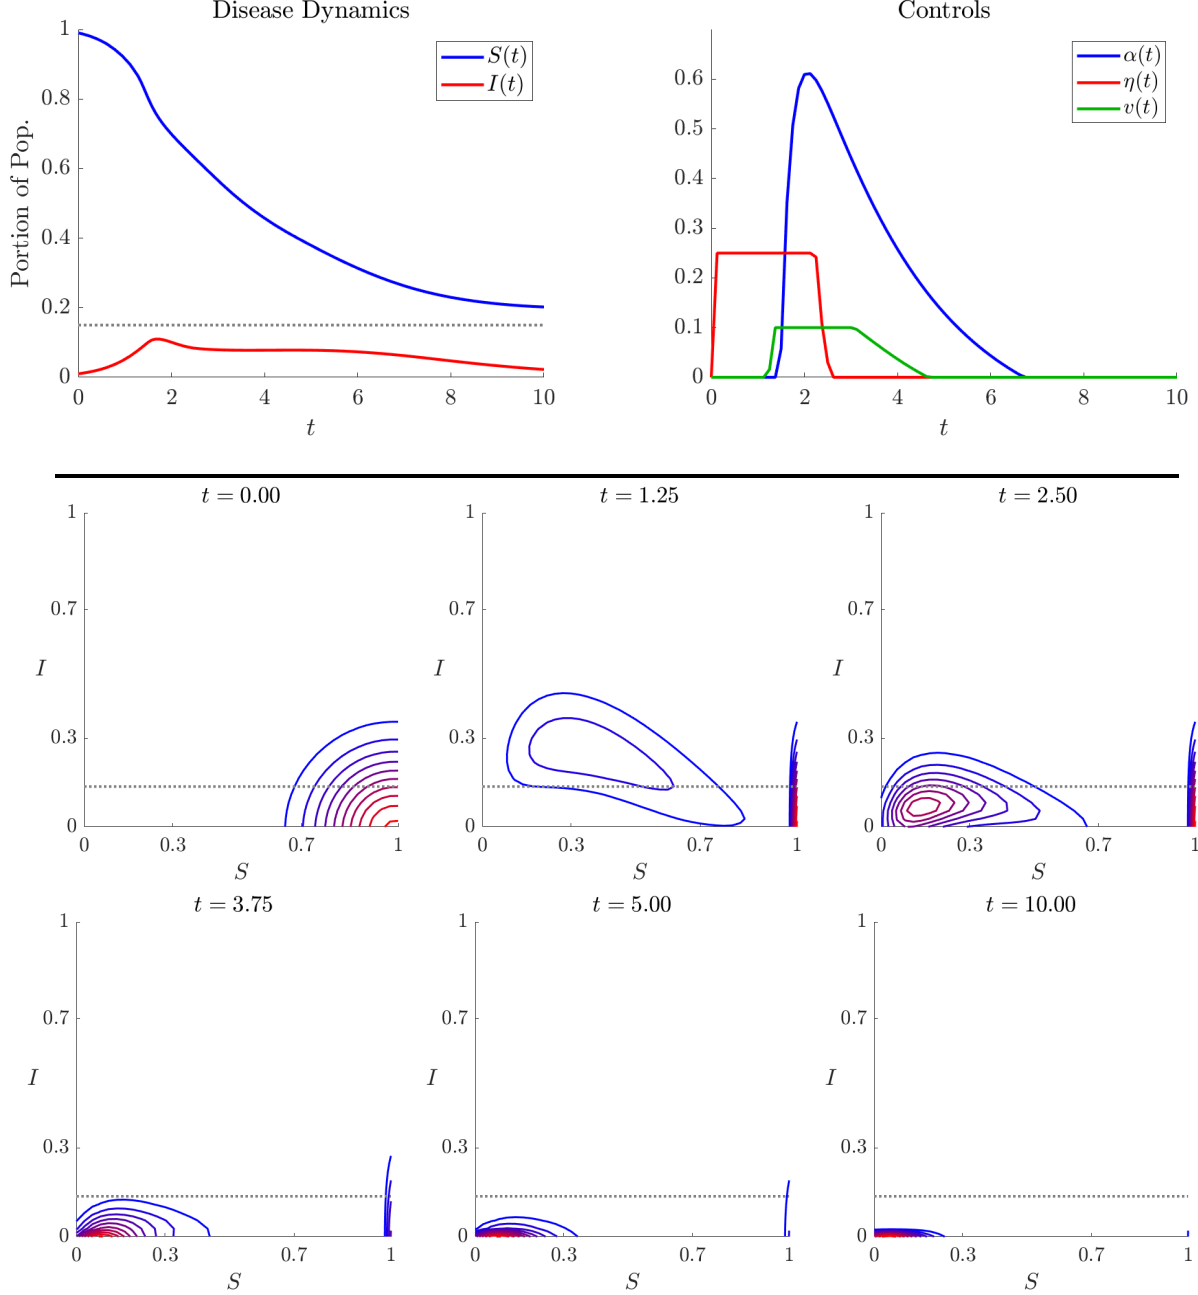 Disease Dynamics
Portion of Pop.
1
0.8
0.6
0.4
0.2
0
0 2 4 6 8 10
t
S(t)
I(t)
Controls
0.6
0.5
0.4
0.3
0.2
0.1
0
0 2 4 6 8 10
t
α(t)
η(t)
v(t)
t = 0.00
1
0.7
I
0.3
0
0 0.3 0.7 1
S
t = 1.25
1
0.7
I
0.3
0
0 0.3 0.7 1
S
t = 2.50
1
0.7
I
0.3
0
0 0.3 0.7 1
S
t = 3.75
1
0.7
I
0.3
0
0 0.3 0.7 1
S
t = 5.00
1
0.7
I
0.3
0
0 0.3 0.7 1
S
t = 10.00
1
0.7
I
0.3
0
0 0.3 0.7 1
S